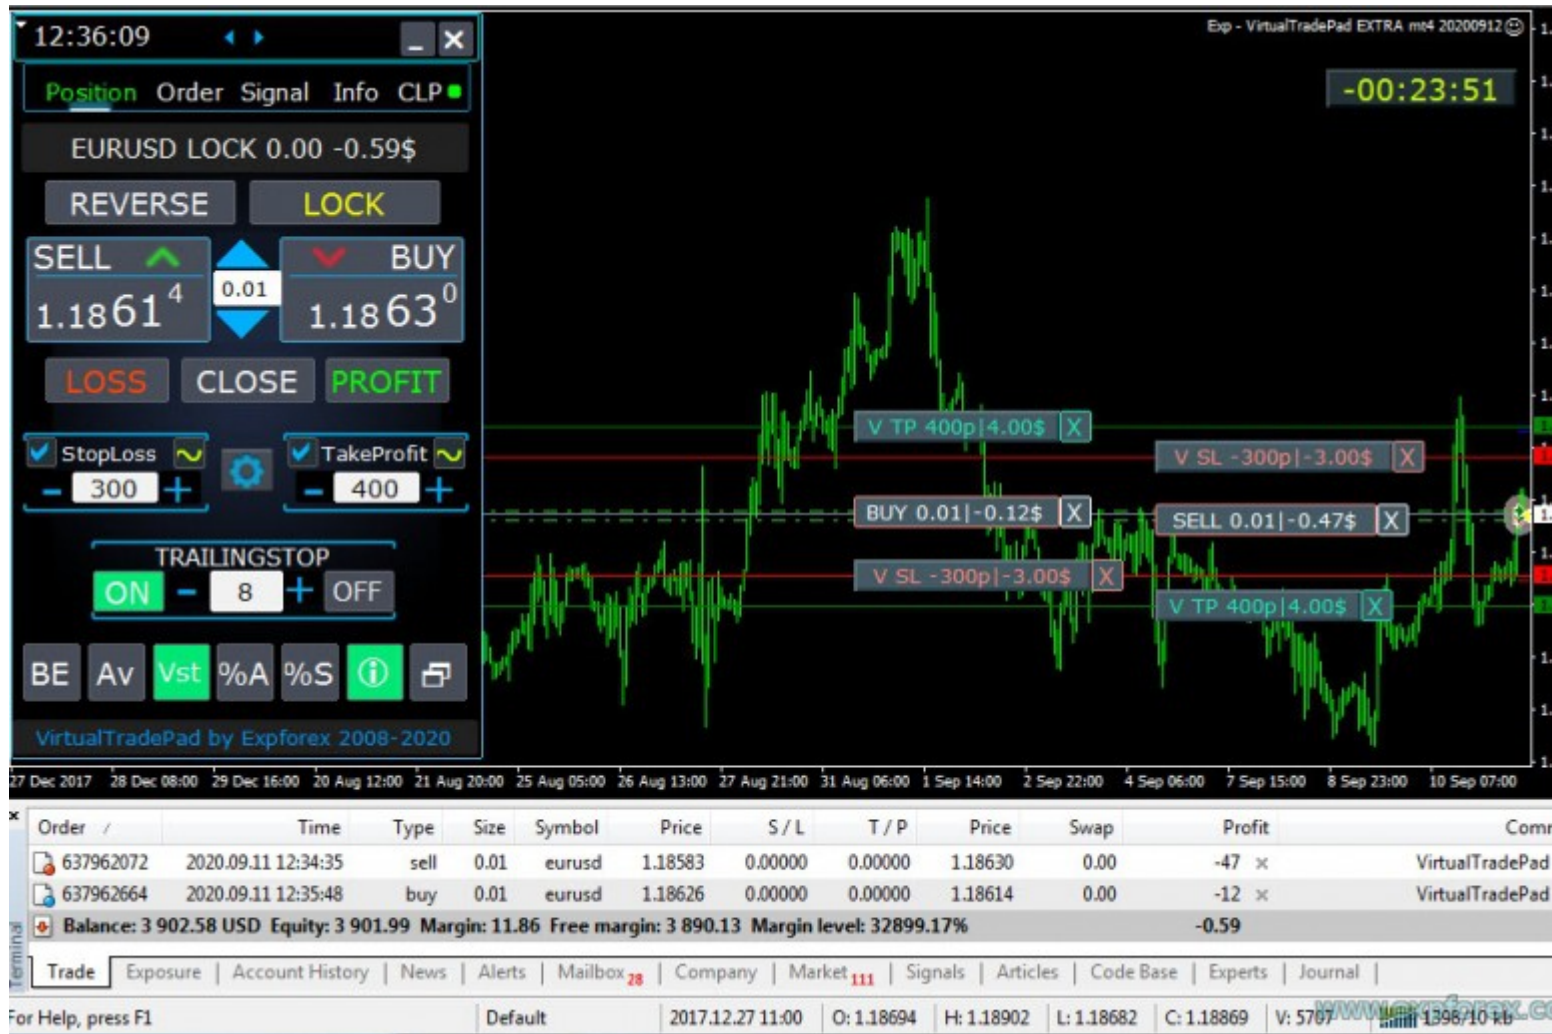 12:36:09
Exp - VirtualTradePad EXTRA mt4 20200912
Position Order Signal Info CLP
-00:23:51
EURUSD LOCK 0.00 -0.59$
REVERSE LOCK
SELL BUY
0.01
1.18 61 4 1.18 63 0
LOSS CLOSE PROFIT
V TP 400p|4.00$ X
StopLoss TakeProfit
V SL -300p|-3.00$ X
- 300 + - 400 +
BUY 0.01|-0.12$ X
SELL 0.01|-0.47$ X
TRAILINGSTOP
V SL -300p|-3.00$ X
ON - 8 + OFF
V TP 400p|4.00$ X
BE Av Vst %A %S i
VirtualTradePad by Expforex 2008-2020
27 Dec 2017 28 Dec 08:00 29 Dec 16:00 20 Aug 12:00 21 Aug 20:00 25 Aug 05:00 26 Aug 13:00 27 Aug 21:00 31 Aug 06:00 1 Sep 14:00 2 Sep 22:00 4 Sep 06:00 7 Sep 15:00 8 Sep 23:00 10 Sep 07:00
Order / Time Type Size Symbol Price S / L T / P Price Swap Profit Comm
637962072 2020.09.11 12:34:35 sell 0.01 eurusd 1.18583 0.00000 0.00000 1.18630 0.00 -47 × VirtualTradePad
637962664 2020.09.11 12:35:48 buy 0.01 eurusd 1.18626 0.00000 0.00000 1.18614 0.00 -12 × VirtualTradePad
Balance: 3 902.58 USD Equity: 3 901.99 Margin: 11.86 Free margin: 3 890.13 Margin level: 32899.17% -0.59
Terminal
Trade Exposure | Account History | News | Alerts | Mailbox 28 | Company | Market 111 | Signals | Articles | Code Base | Experts | Journal |
For Help, press F1 Default 2017.12.27 11:00 O: 1.18694 H: 1.18902 L: 1.18682 C: 1.18869 V: 5707 1398/10 kb
www.expforex.co